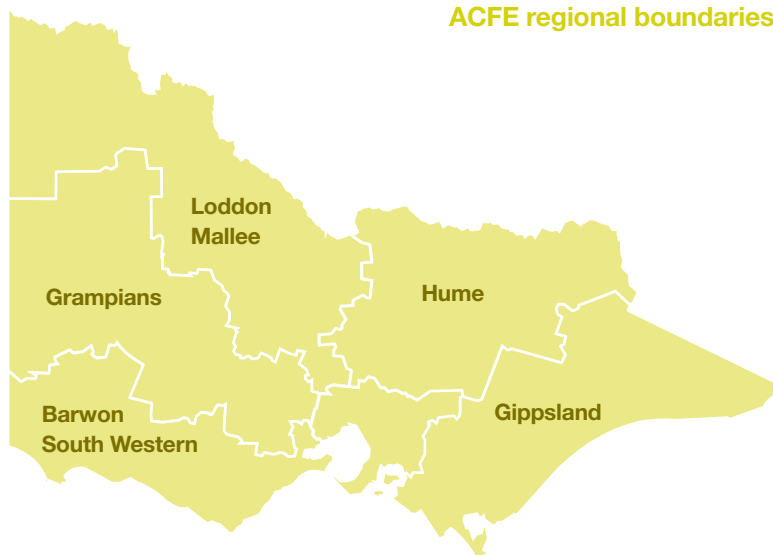 ACFE regional boundaries
Loddon
Mallee
Grampians
Hume
Barwon
South Western
Gippsland